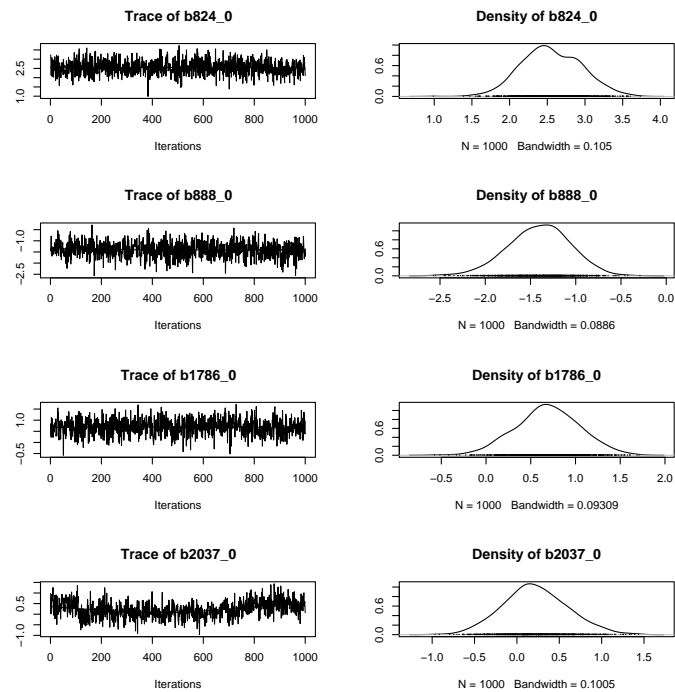 Trace of b824_0
1.0 2.5
0 200 400 600 800 1000
Iterations
Density of b824_0
0.0 0.6
1.0 1.5 2.0 2.5 3.0 3.5 4.0
N = 1000 Bandwidth = 0.105
Trace of b888_0
−2.5 −1.0
0 200 400 600 800 1000
Iterations
Density of b888_0
0.0 0.6
−2.5 −2.0 −1.5 −1.0 −0.5 0.0
N = 1000 Bandwidth = 0.0886
Trace of b1786_0
−0.5 1.0
0 200 400 600 800 1000
Iterations
Density of b1786_0
0.0 0.6
−0.5 0.0 0.5 1.0 1.5 2.0
N = 1000 Bandwidth = 0.09309
Trace of b2037_0
−1.0 0.5
0 200 400 600 800 1000
Iterations
Density of b2037_0
0.0 0.6
−1.0 −0.5 0.0 0.5 1.0 1.5
N = 1000 Bandwidth = 0.1005